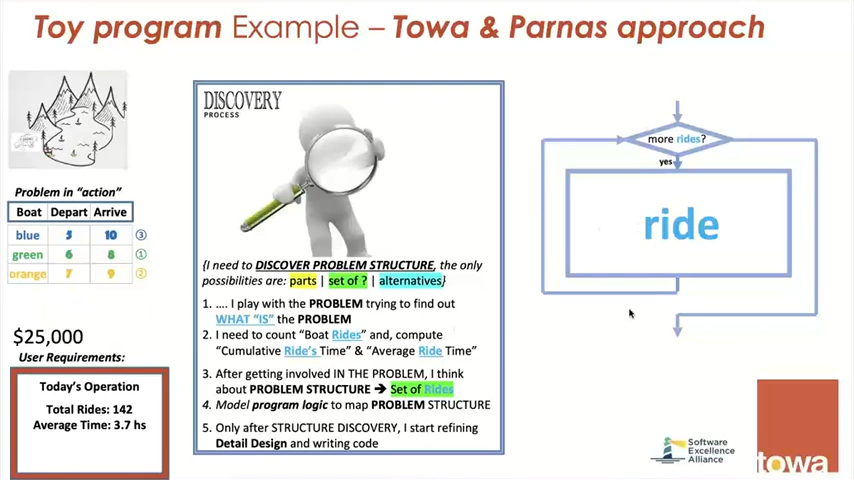 Toy program Example – Towa & Parnas approach
Problem in “action”
Boat Depart Arrive
blue 5 10 ③
green 6 8 ①
orange 7 9 ②
$25,000
User Requirements:
Today’s Operation
Total Rides: 142
Average Time: 3.7 hs
DISCOVERY
PROCESS
{I need to DISCOVER PROBLEM STRUCTURE, the only
possibilities are: parts | set of ? | alternatives}
1. .... I play with the PROBLEM trying to find out
WHAT “IS” the PROBLEM
2. I need to count “Boat Rides” and, compute
“Cumulative Ride’s Time” & “Average Ride Time”
3. After getting involved IN THE PROBLEM, I think
about PROBLEM STRUCTURE ➔ Set of Rides
4. Model program logic to map PROBLEM STRUCTURE
5. Only after STRUCTURE DISCOVERY, I start refining
Detail Design and writing code
more rides?
yes
ride
Software
Excellence
Alliance
towa